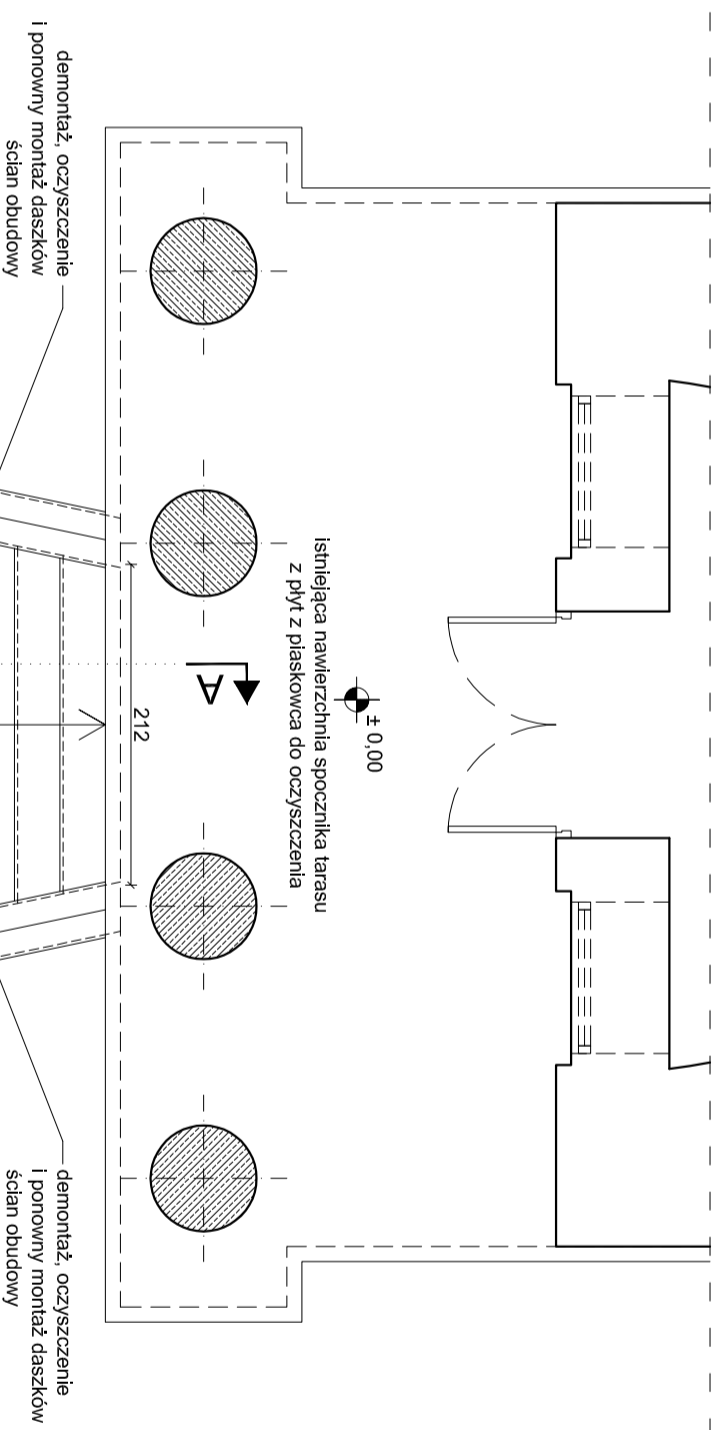 ± 0,00
istniejąca nawierzchnia spocznika tarasu
z płyt z piaskowca do oczyszczenia
A
212
demontaż, oczyszczenie
i ponowny montaż daszków
ścian obudowy
demontaż, oczyszczenie
i ponowny montaż daszków
ścian obudowy